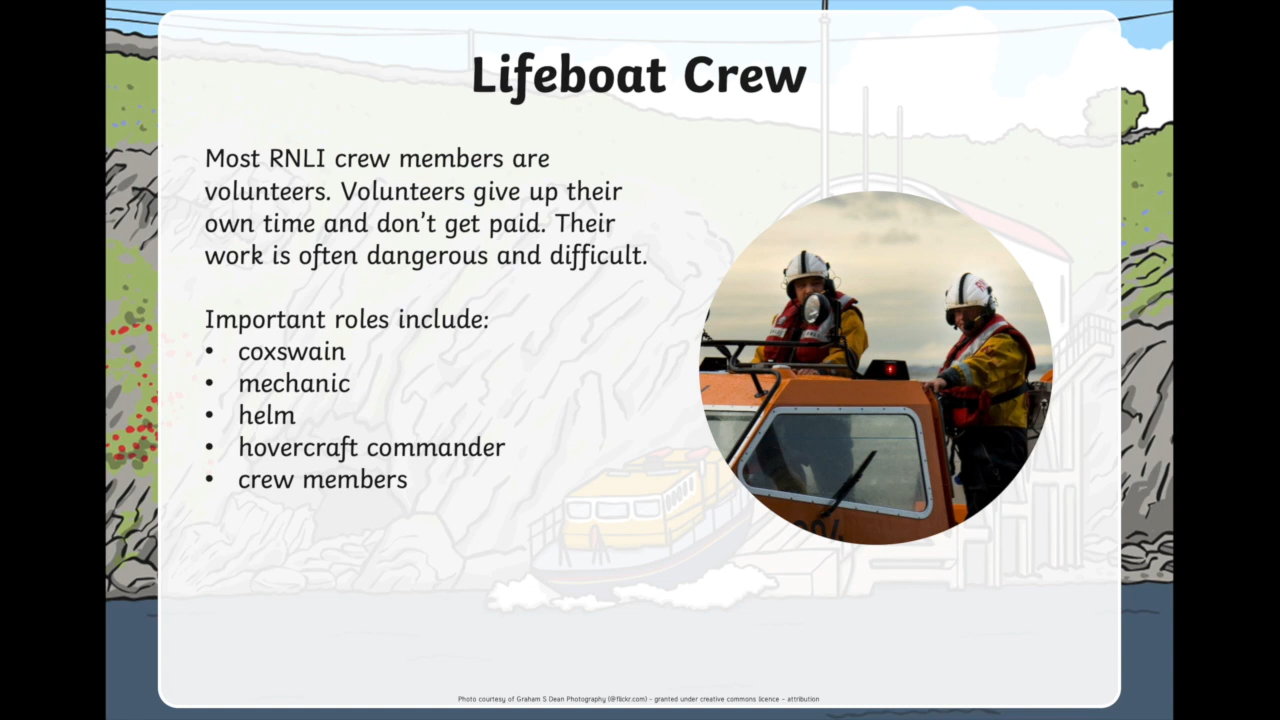 Lifeboat Crew
Most RNLI crew members are
volunteers. Volunteers give up their
own time and don't get paid. Their
work is often dangerous and difficult.
Important roles include:
• coxswain
• mechanic
• helm
• hovercraft commander
• crew members
Photo courtesy of Graham S Dean Photography (@flickr.com) - granted under creative commons licence - attribution